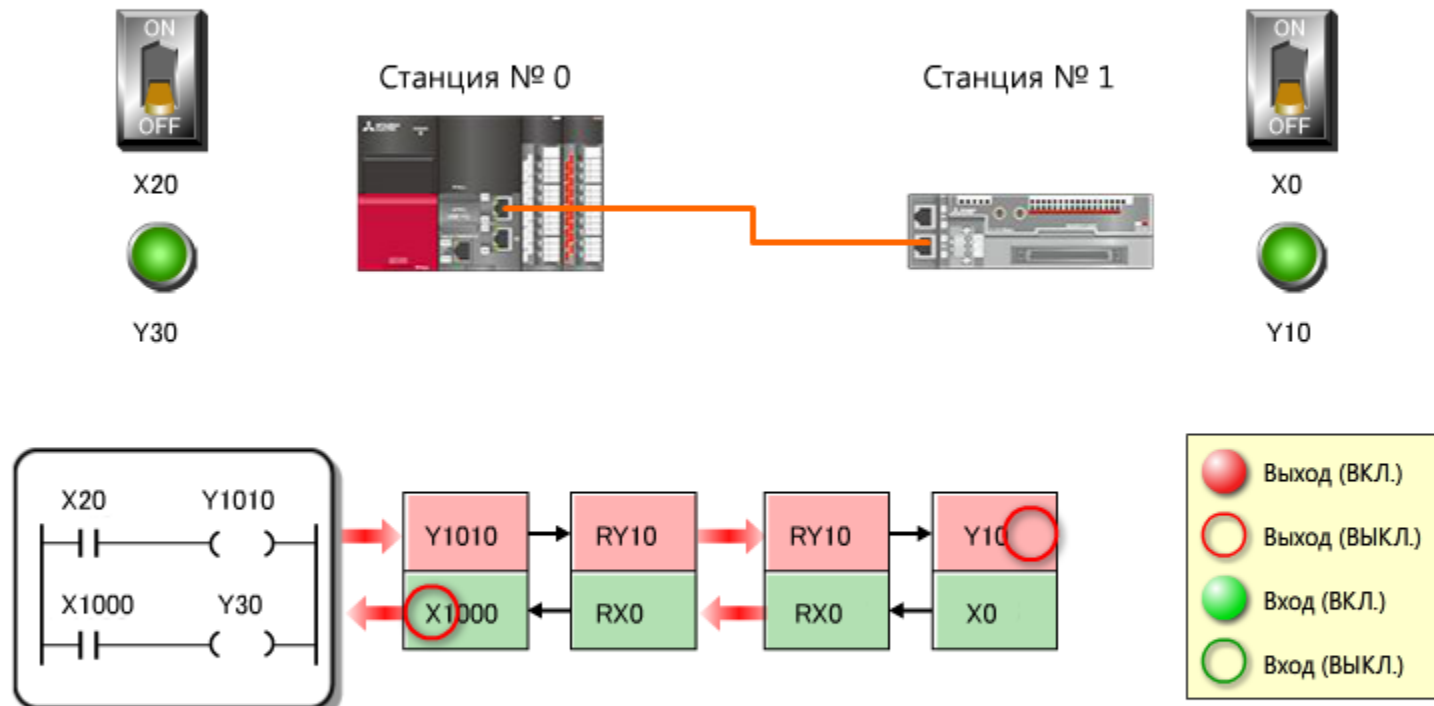 ON
OFF
X20
Y30
Станция № 0
Станция № 1
ON
OFF
X0
Y10
X20 Y1010
X1000 Y30
Y1010 RY10 RY10 Y10
X1000 RX0 RX0 X0
Выход (ВКЛ.)
Выход (ВЫКЛ.)
Вход (ВКЛ.)
Вход (ВЫКЛ.)